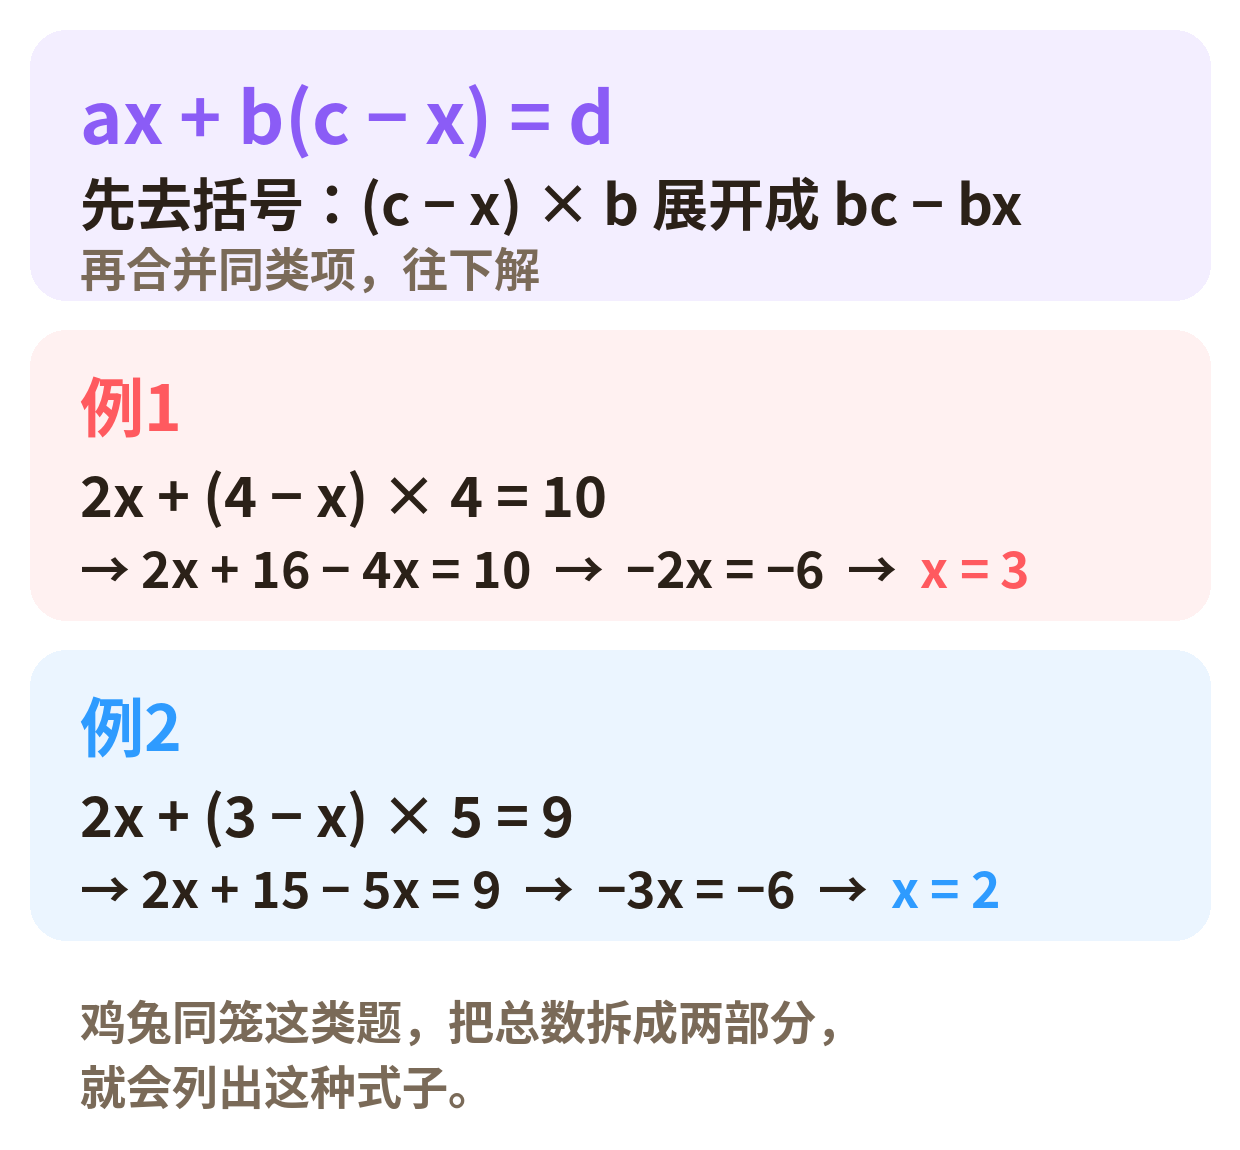 ax + b(c − x) = d
先去括号：(c − x) × b 展开成 bc − bx
再合并同类项，往下解
例1
2x + (4 − x) × 4 = 10
→ 2x + 16 − 4x = 10 → −2x = −6 → x = 3
例2
2x + (3 − x) × 5 = 9
→ 2x + 15 − 5x = 9 → −3x = −6 → x = 2
鸡兔同笼这类题，把总数拆成两部分，
就会列出这种式子。